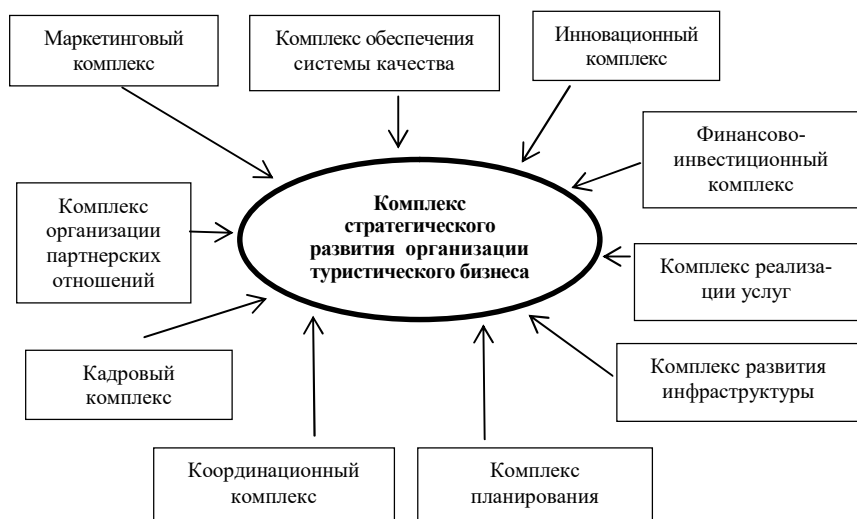 Маркетинговый
комплекс
Комплекс обеспечения
системы качества
Инновационный
комплекс
Финансово-
инвестиционный
комплекс
Комплекс
организации
партнерских
отношений
Комплекс
стратегического
развития организации
туристического бизнеса
Комплекс реализа-
ции услуг
Кадровый
комплекс
Комплекс развития
инфраструктуры
Координационный
комплекс
Комплекс
планирования